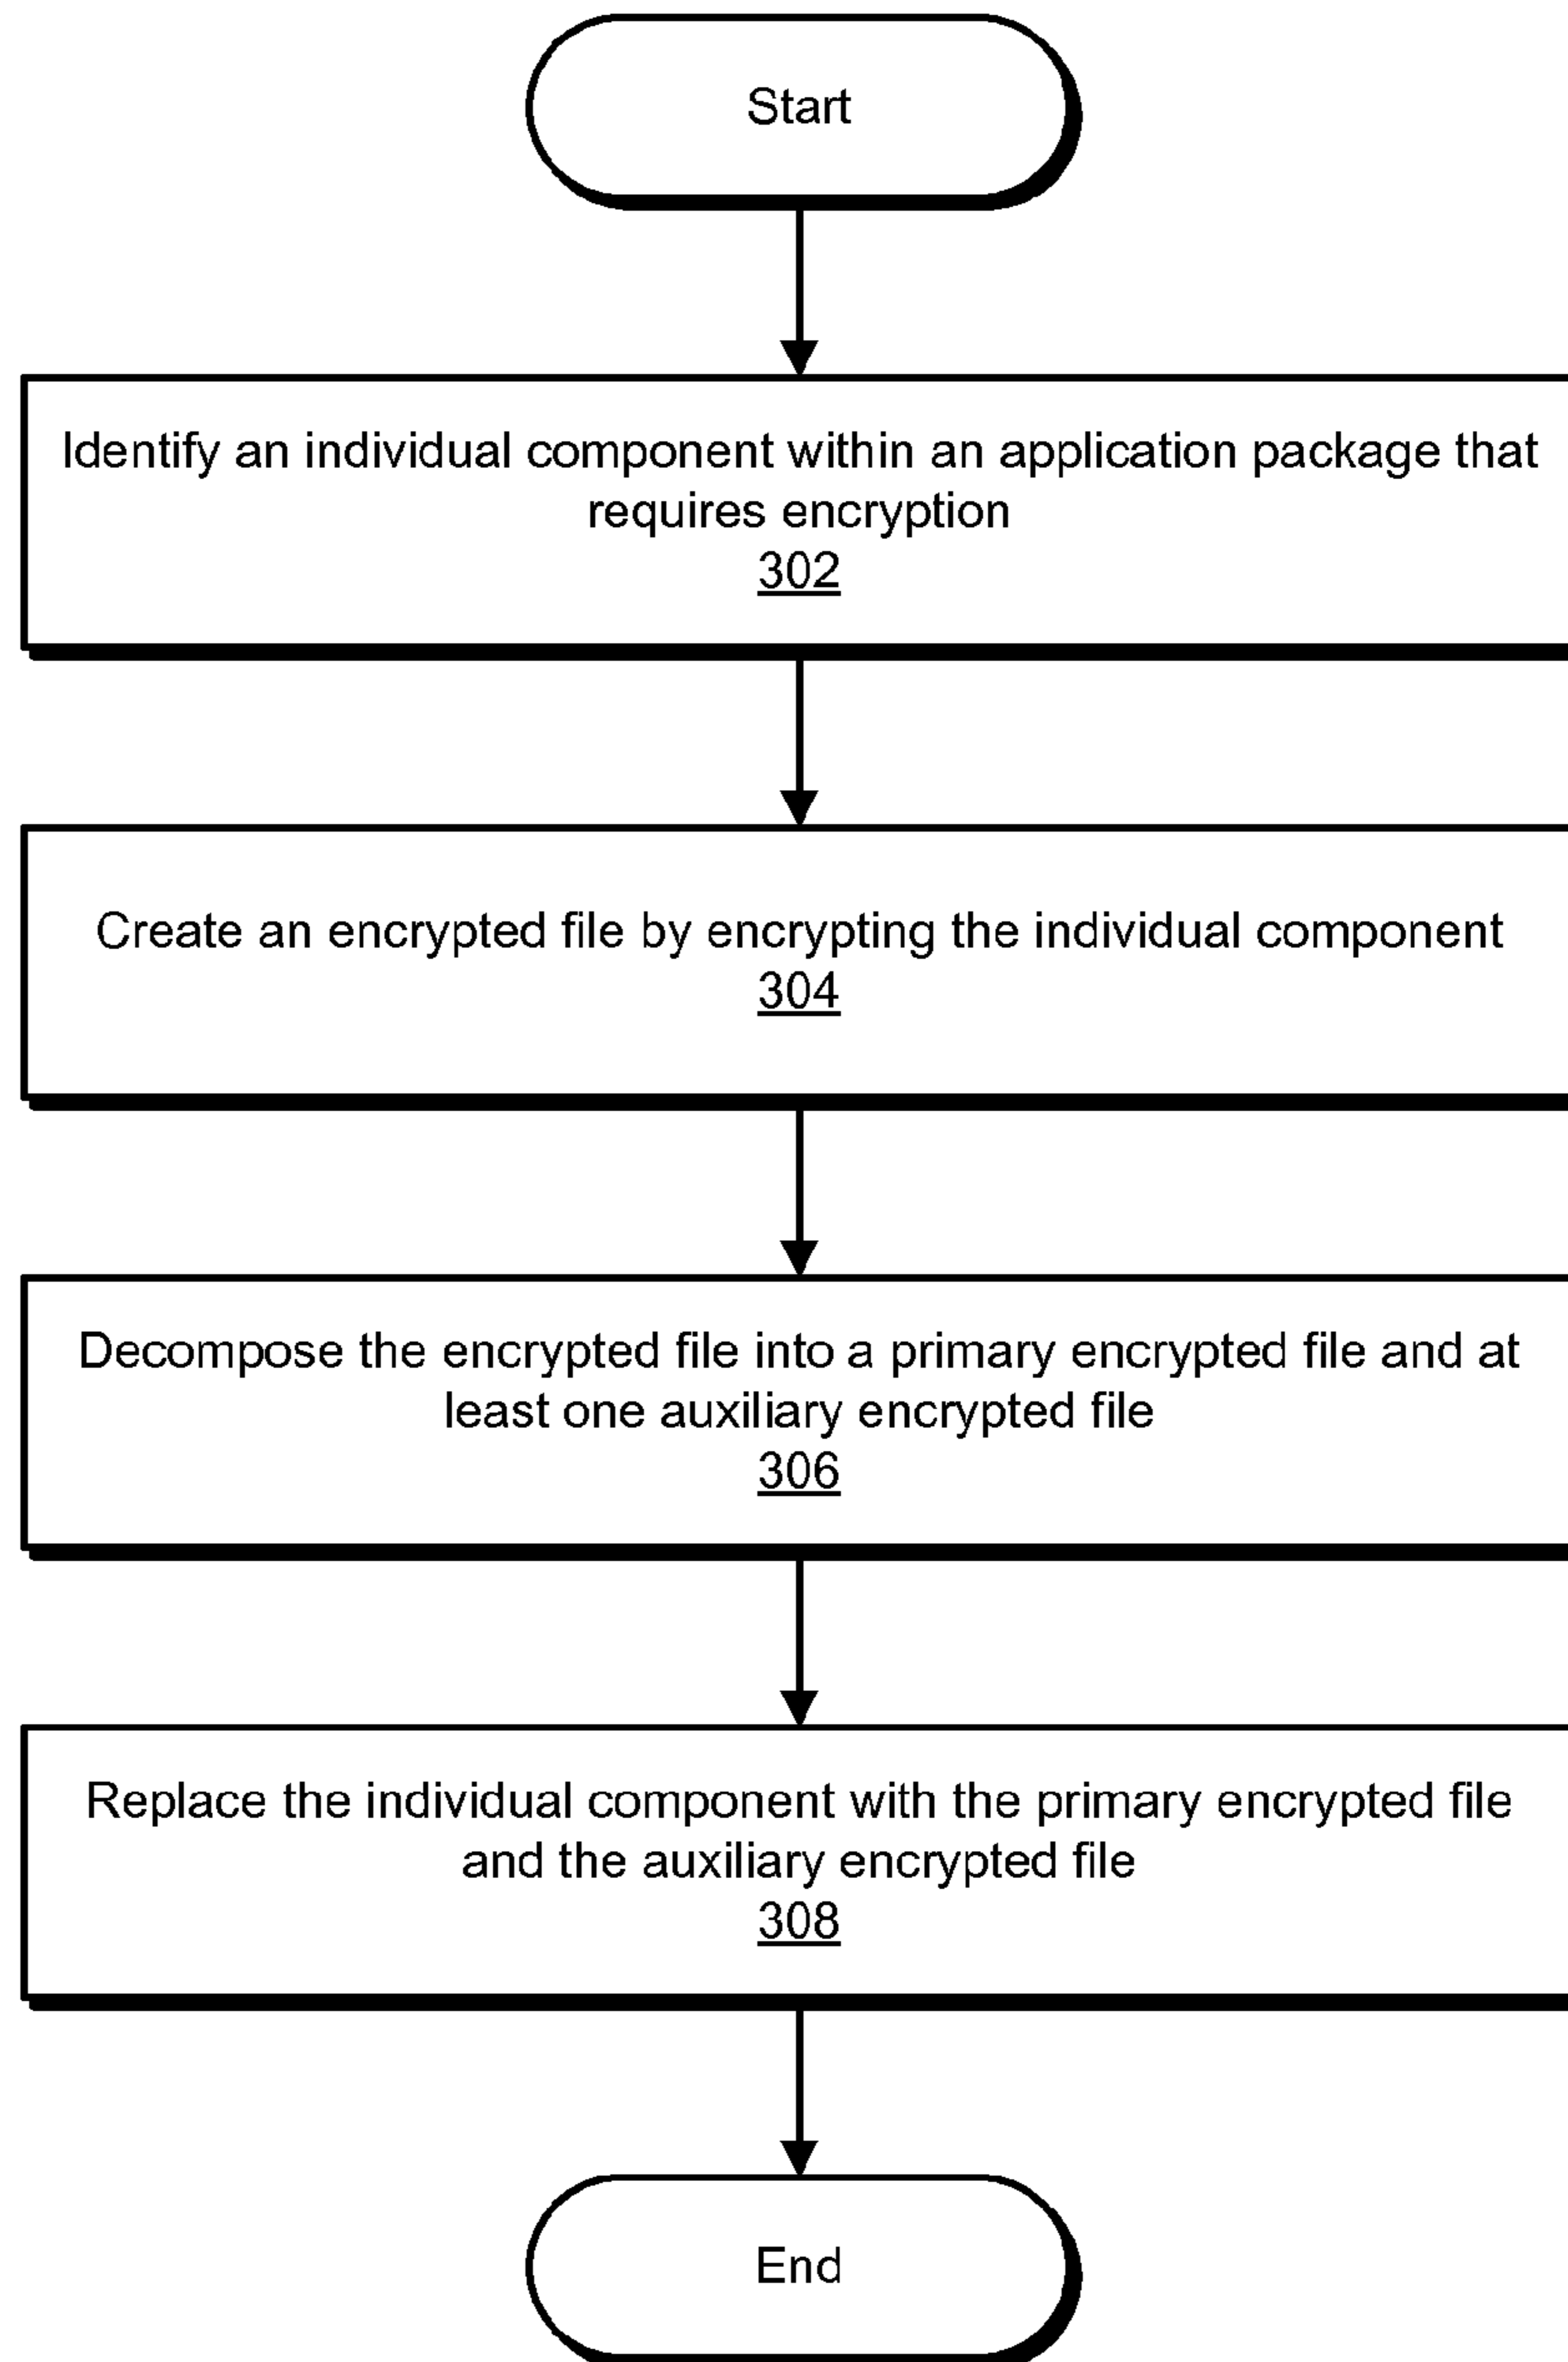 Start
Identify an individual component within an application package that
requires encryption
302
Create an encrypted file by encrypting the individual component
304
Decompose the encrypted file into a primary encrypted file and at
least one auxiliary encrypted file
306
Replace the individual component with the primary encrypted file
and the auxiliary encrypted file
308
End